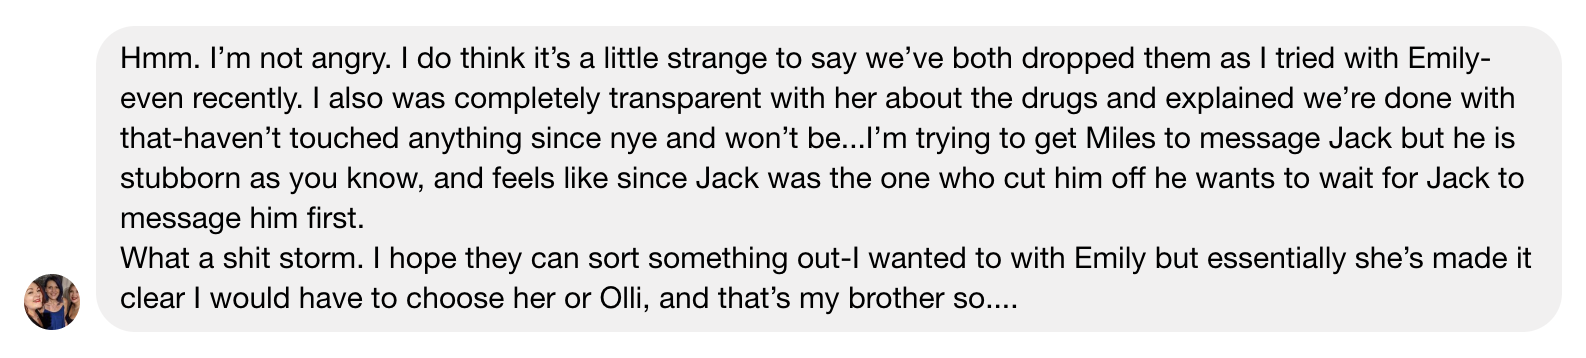 Hmm. I’m not angry. I do think it’s a little strange to say we’ve both dropped them as I tried with Emily-
even recently. I also was completely transparent with her about the drugs and explained we’re done with
that-haven’t touched anything since nye and won’t be...I’m trying to get Miles to message Jack but he is
stubborn as you know, and feels like since Jack was the one who cut him off he wants to wait for Jack to
message him first.
What a shit storm. I hope they can sort something out-I wanted to with Emily but essentially she’s made it
clear I would have to choose her or Olli, and that’s my brother so....